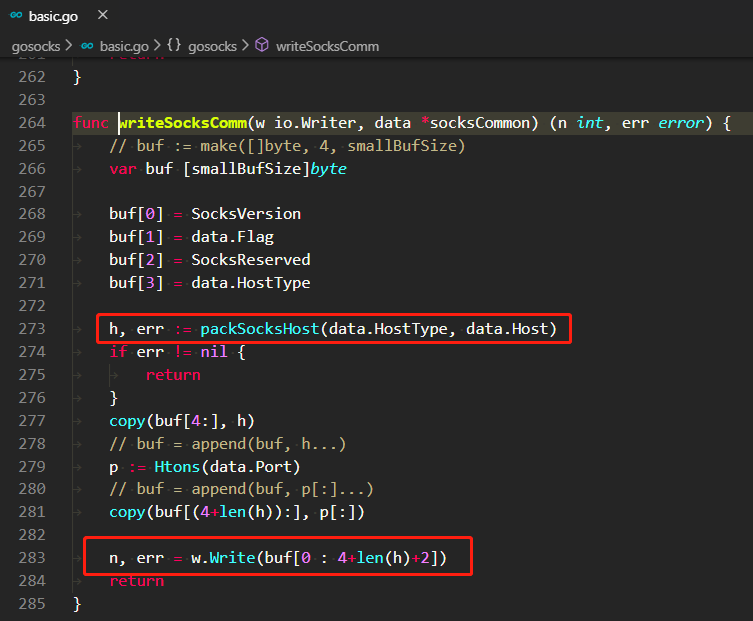 basic.go
gosocks > basic.go > {} gosocks > writeSocksComm
262 }
263
264 func writeSocksComm(w io.Writer, data *socksCommon) (n int, err error) {
265 // buf := make([]byte, 4, smallBufSize)
266 var buf [smallBufSize]byte
267
268 buf[0] = SocksVersion
269 buf[1] = data.Flag
270 buf[2] = SocksReserved
271 buf[3] = data.HostType
272
273 h, err := packSocksHost(data.HostType, data.Host)
274 if err != nil {
275 return
276 }
277 copy(buf[4:], h)
278 // buf = append(buf, h...)
279 p := Htons(data.Port)
280 // buf = append(buf, p[:]...)
281 copy(buf[(4+len(h)):], p[:])
282
283 n, err = w.Write(buf[0 : 4+len(h)+2])
284 return
285 }